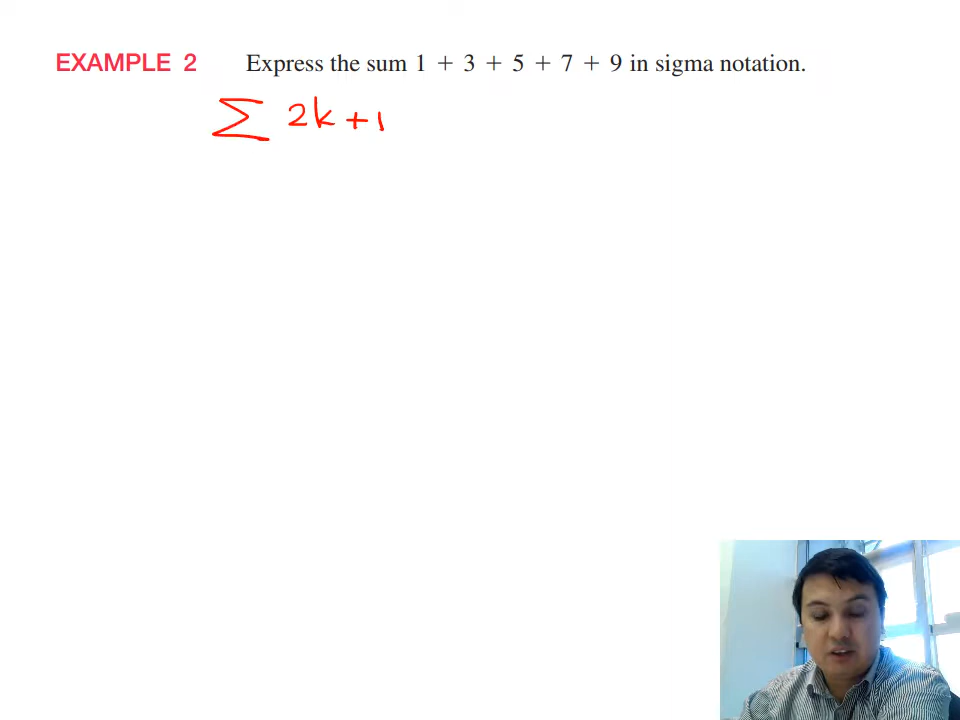 EXAMPLE 2 Express the sum 1 + 3 + 5 + 7 + 9 in sigma notation.
∑ 2k + 1